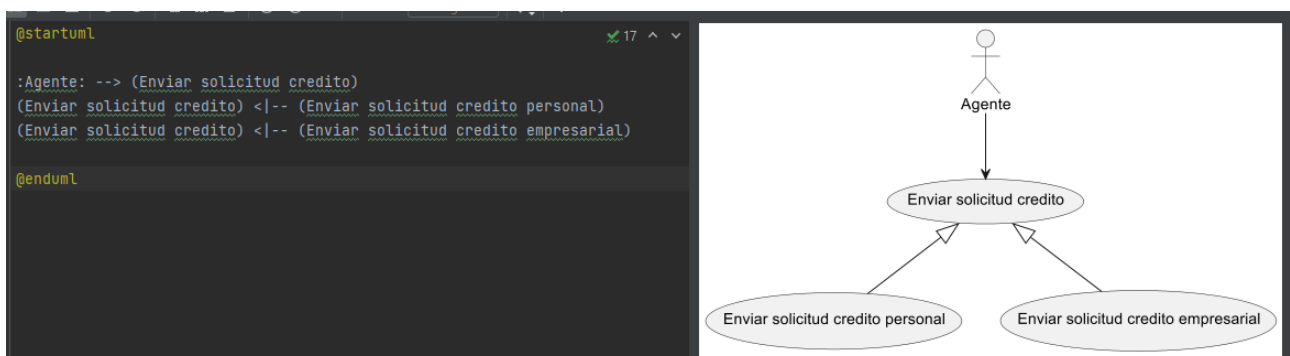 @startuml
17
:Agente: --> (Enviar solicitud credito)
(Enviar solicitud credito) <|-- (Enviar solicitud credito personal)
(Enviar solicitud credito) <|-- (Enviar solicitud credito empresarial)
@enduml
Agente
Enviar solicitud credito
Enviar solicitud credito personal
Enviar solicitud credito empresarial